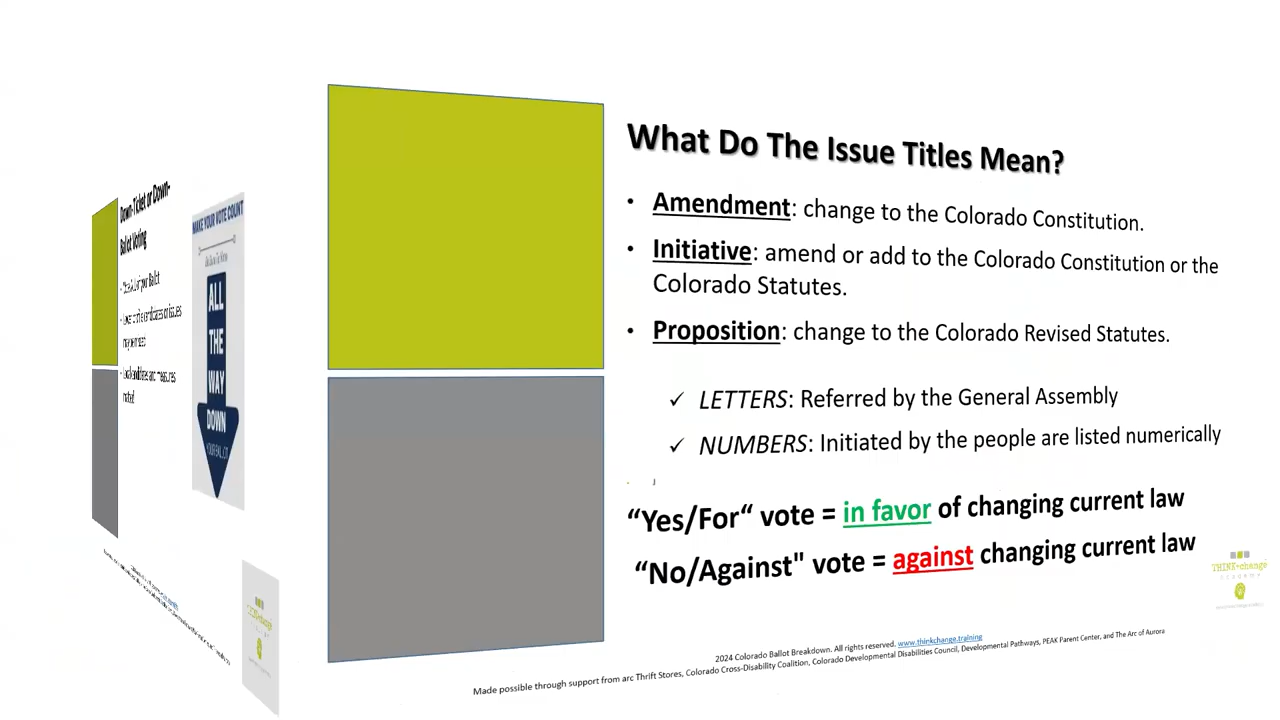 Down-Ticket or Down-
Ballot Voting
MAKE YOUR VOTE COUNT
ALL
THE
WAY
DOWN
What Do The Issue Titles Mean?
• Amendment: change to the Colorado Constitution.
• Initiative: amend or add to the Colorado Constitution or the
Colorado Statutes.
• Proposition: change to the Colorado Revised Statutes.
✓ LETTERS: Referred by the General Assembly
✓ NUMBERS: Initiated by the people are listed numerically
“Yes/For“ vote = in favor of changing current law
“No/Against" vote = against changing current law
THINK+change
2024 Colorado Ballot Breakdown. All rights reserved. www.thinkchange.training
Made possible through support from arc Thrift Stores, Colorado Cross-Disability Coalition, Colorado Developmental Disabilities Council, Developmental Pathways, PEAK Parent Center, and The Arc of Aurora